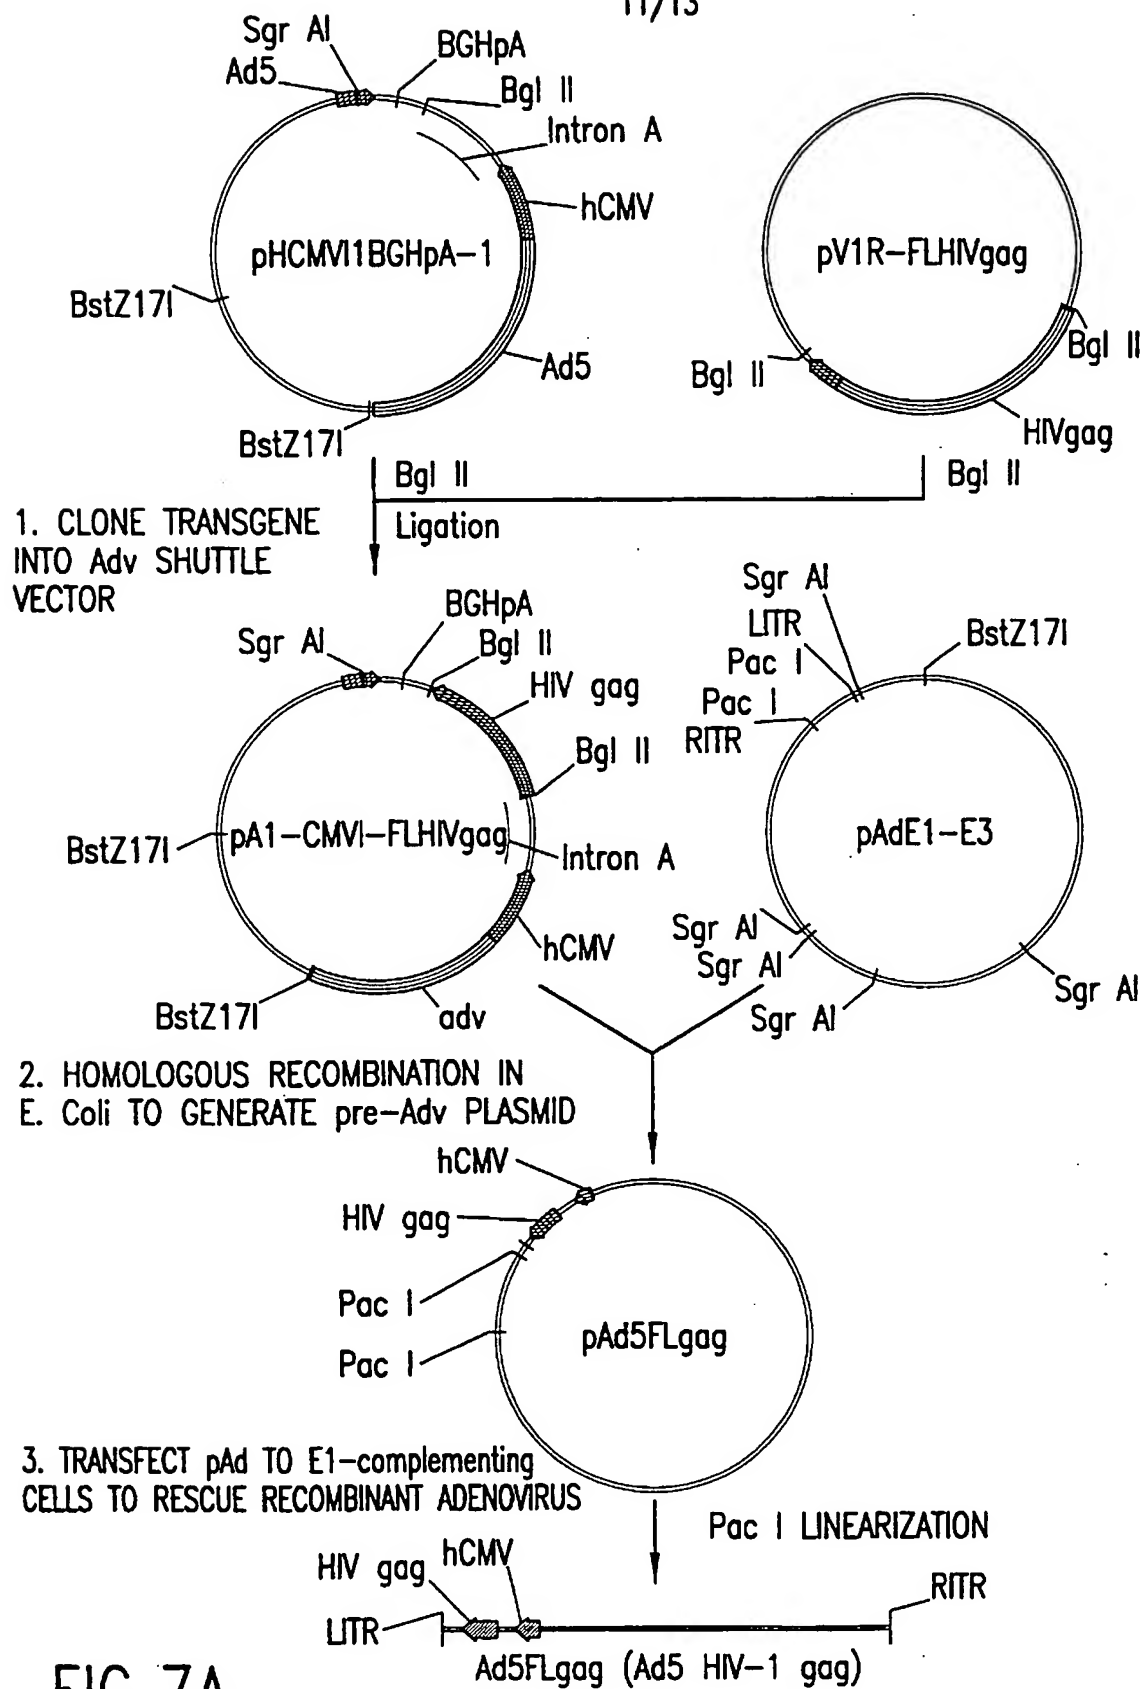 11/13
Sgr AI
BGHpA
Ad5
Bgl II
Intron A
hCMV
pHCMVI1BGHpA-1
pV1R-FLHIVgag
BstZ17I
Bgl II
Ad5
Bgl II
BstZ17I
HIVgag
Bgl II
Bgl II
1. CLONE TRANSGENE
INTO Adv SHUTTLE
VECTOR
Ligation
Sgr AI
BGHpA
LITR
BstZ17I
Sgr AI
Bgl II
Pac I
HIV gag
Pac I
RITR
Bgl II
pA1-CMVI-FLHIVgag
pAdE1-E3
BstZ17I
Intron A
Sgr AI
hCMV
Sgr AI
Sgr AI
BstZ17I
adv
Sgr AI
2. HOMOLOGOUS RECOMBINATION IN
E. Coli TO GENERATE pre-Adv PLASMID
hCMV
HIV gag
Pac I
pAd5FLgag
Pac I
3. TRANSFECT pAd TO E1-complementing
CELLS TO RESCUE RECOMBINANT ADENOVIRUS
Pac I LINEARIZATION
HIV gag
hCMV
RITR
LITR
Ad5FLgag (Ad5 HIV-1 gag)
FIG. 7A